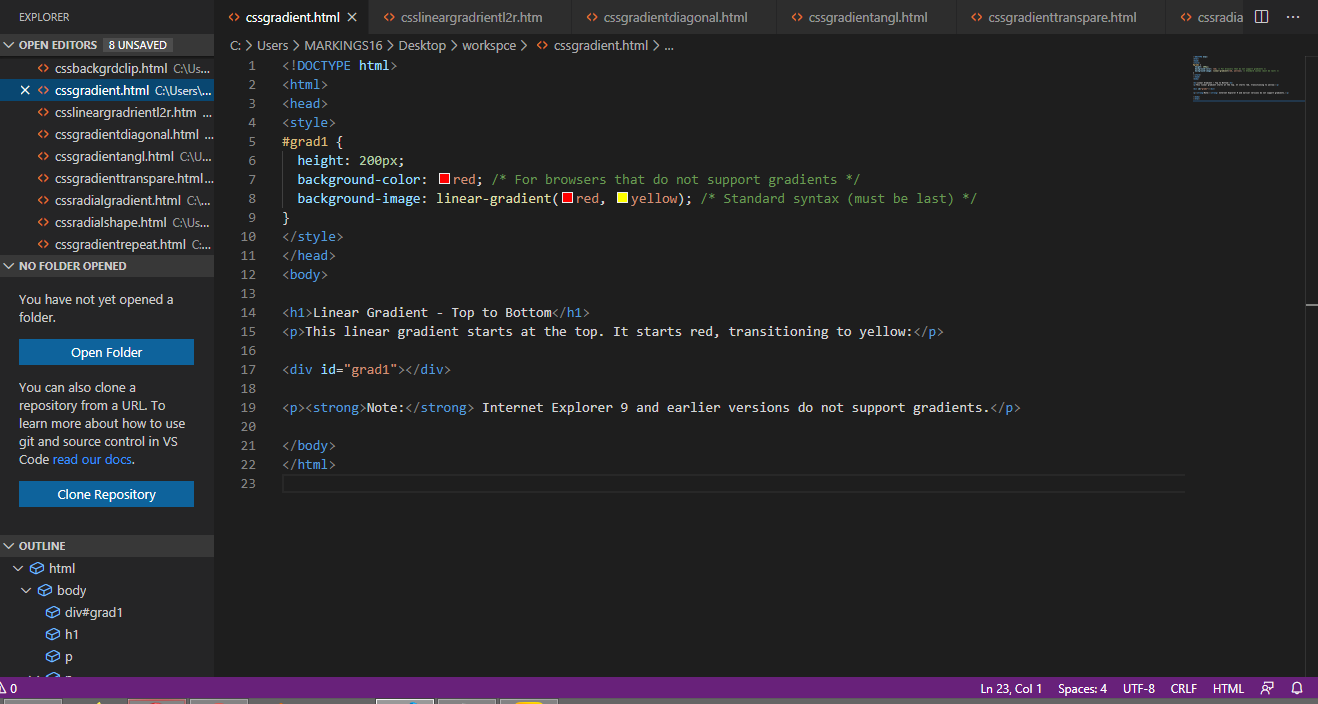 EXPLORER
OPEN EDITORS 8 UNSAVED
cssbackgrdclip.html C:\Us...
cssgradient.html C:\Users\...
csslineargradrientl2r.htm ...
cssgradientdiagonal.html ...
cssgradientangl.html C:\U...
cssgradienttranspare.html...
cssradialgradient.html C:\...
cssradialshape.html C:\Us...
cssgradientrepeat.html C:...
NO FOLDER OPENED
You have not yet opened a
folder.
Open Folder
You can also clone a
repository from a URL. To
learn more about how to use
git and source control in VS
Code read our docs.
Clone Repository
OUTLINE
html
body
div#grad1
h1
p
cssgradient.html csslineargradrientl2r.htm cssgradientdiagonal.html cssgradientangl.html cssgradienttranspare.html cssradia
C: > Users > MARKINGS16 > Desktop > workspce > cssgradient.html > ...
1 <!DOCTYPE html>
2 <html>
3 <head>
4 <style>
5 #grad1 {
6 height: 200px;
7 background-color: red; /* For browsers that do not support gradients */
8 background-image: linear-gradient(red, yellow); /* Standard syntax (must be last) */
9 }
10 </style>
11 </head>
12 <body>
13
14 <h1>Linear Gradient - Top to Bottom</h1>
15 <p>This linear gradient starts at the top. It starts red, transitioning to yellow:</p>
16
17 <div id="grad1"></div>
18
19 <p><strong>Note:</strong> Internet Explorer 9 and earlier versions do not support gradients.</p>
20
21 </body>
22 </html>
23
0 Ln 23, Col 1 Spaces: 4 UTF-8 CRLF HTML